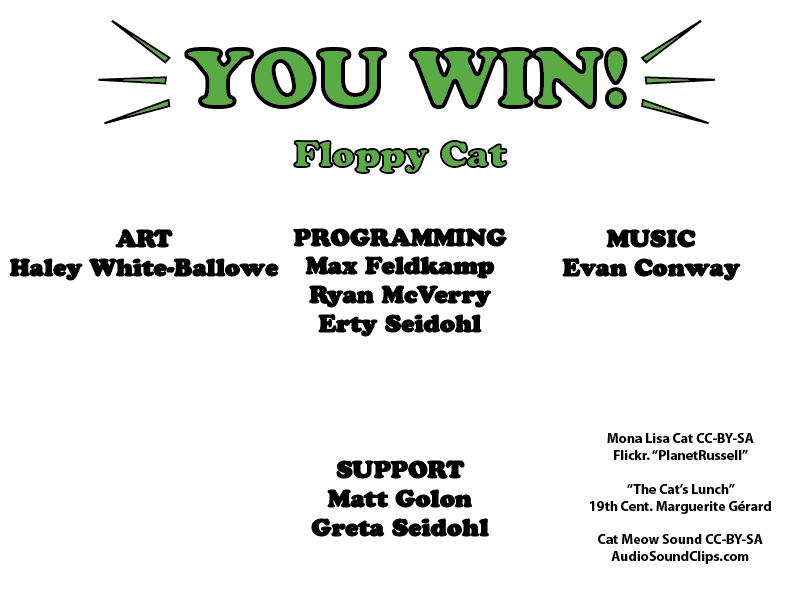 YOU WIN!
Floppy Cat
ART
Haley White-Ballowe
PROGRAMMING
Max Feldkamp
Ryan McVerry
Erty Seidohl
MUSIC
Evan Conway
SUPPORT
Matt Golon
Greta Seidohl
Mona Lisa Cat CC-BY-SA
Flickr. “PlanetRussell”
“The Cat’s Lunch”
19th Cent. Marguerite Gérard
Cat Meow Sound CC-BY-SA
AudioSoundClips.com